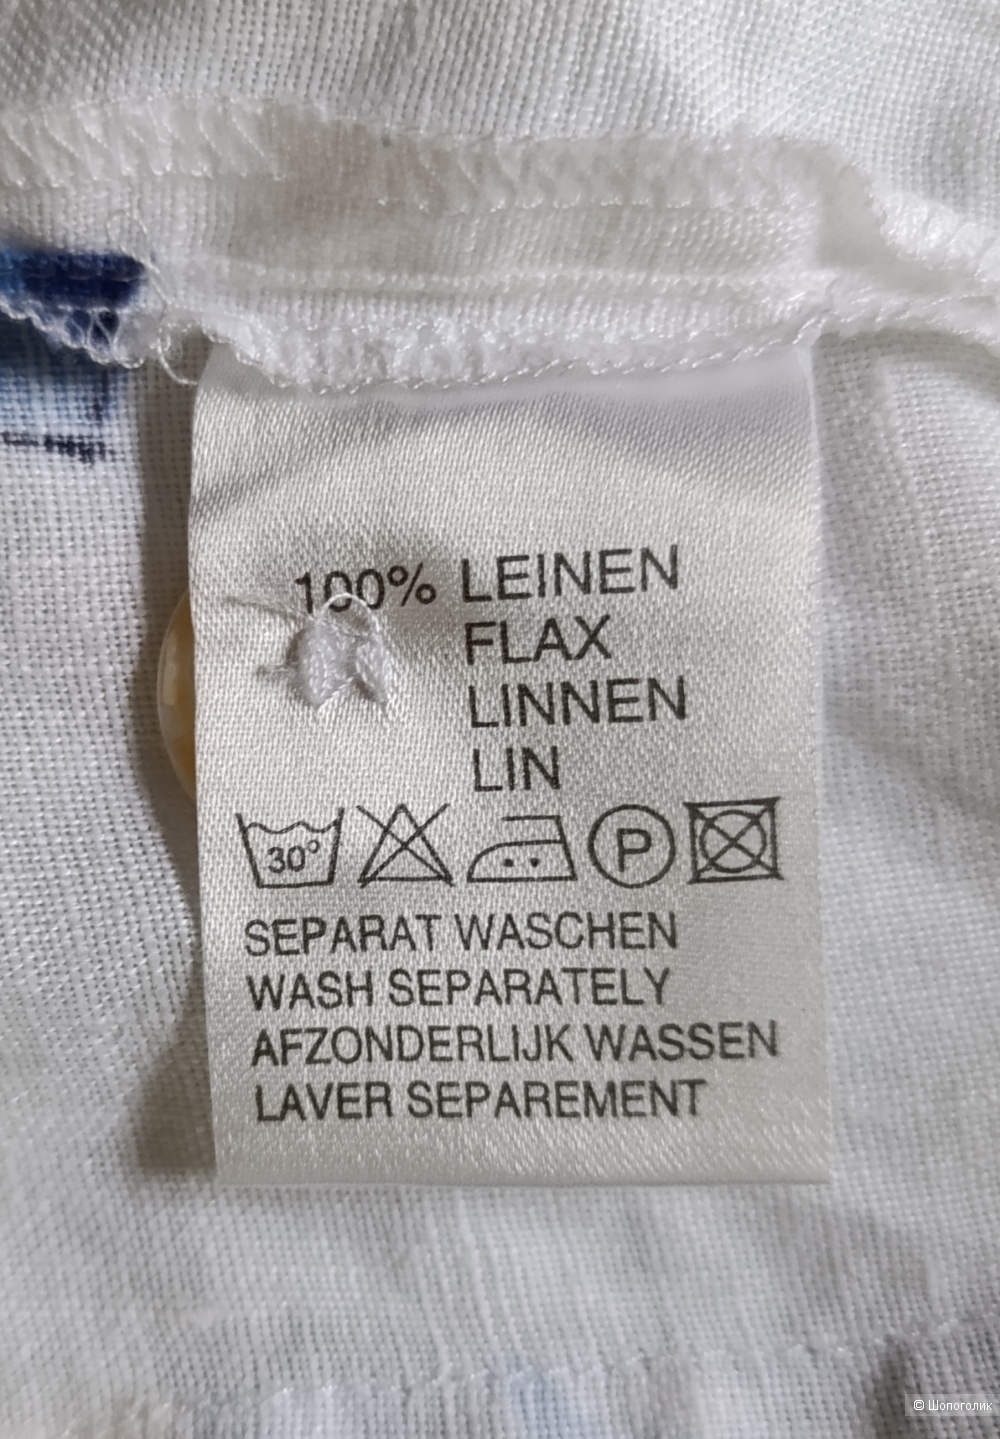 100% LEINEN
FLAX
LINNEN
LIN
30° P
SEPARAT WASCHEN
WASH SEPARATELY
AFZONDERLIJK WASSEN
LAVER SEPAREMENT
© Шопоголик